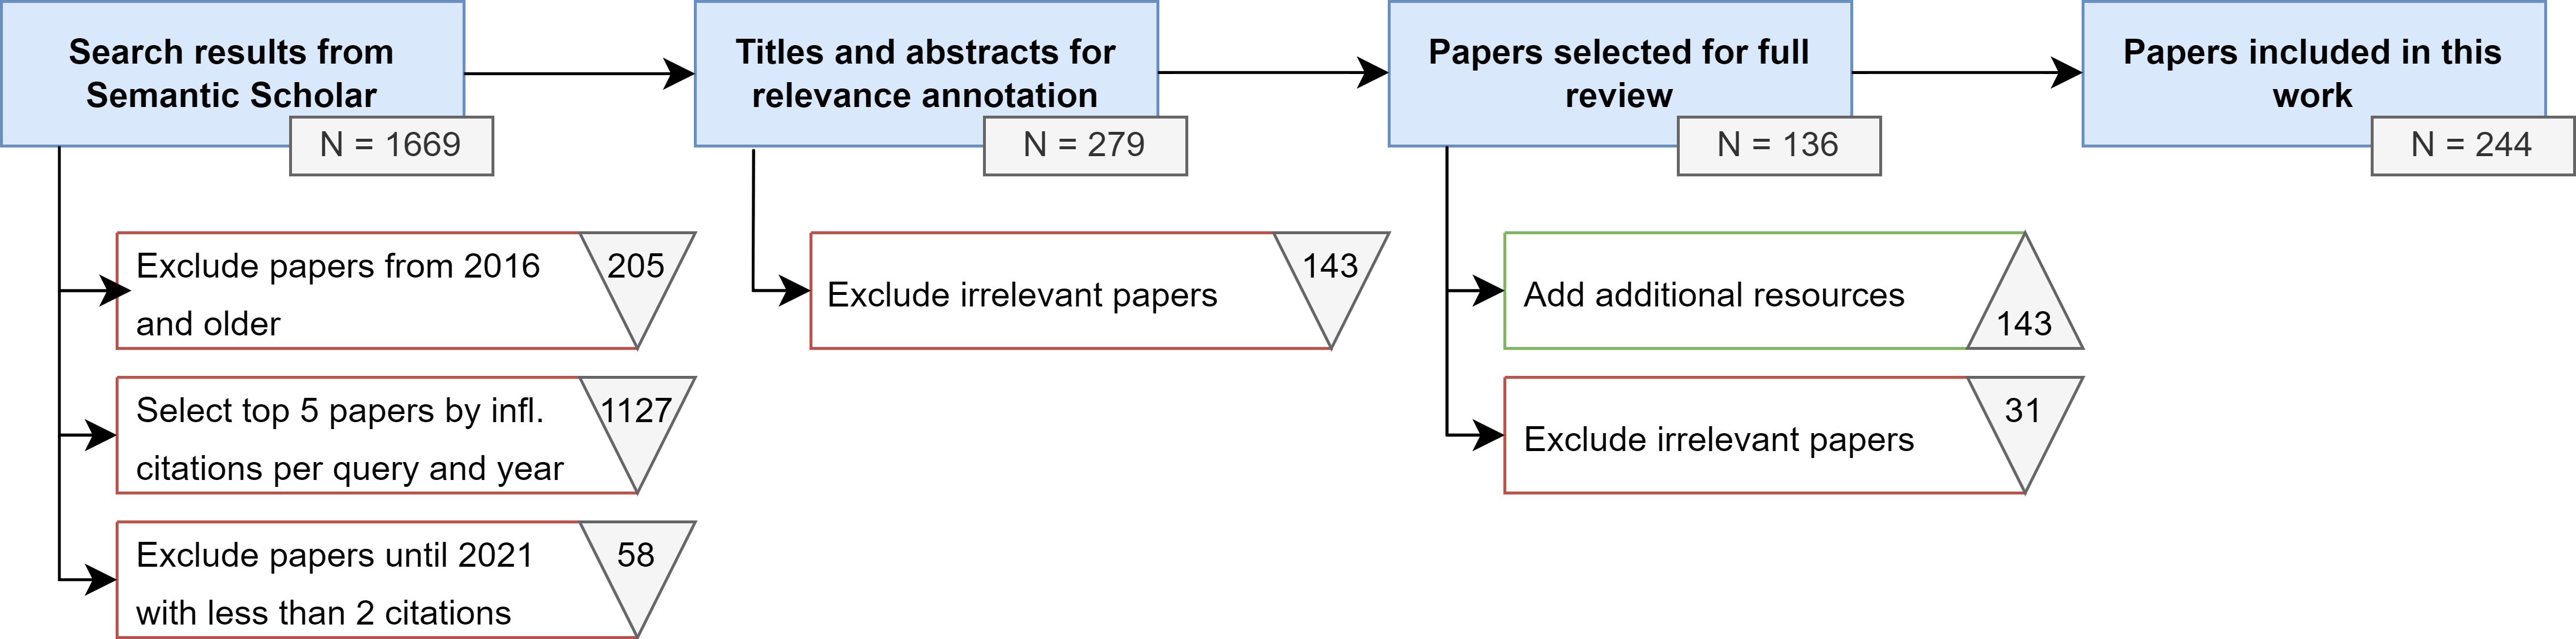 Search results from
Semantic Scholar
N = 1669
Exclude papers from 2016
and older
205
Select top 5 papers by infl.
citations per query and year
1127
Exclude papers until 2021
with less than 2 citations
58
Titles and abstracts for
relevance annotation
N = 279
Exclude irrelevant papers
143
Papers selected for full
review
N = 136
Add additional resources
143
Exclude irrelevant papers
31
Papers included in this
work
N = 244